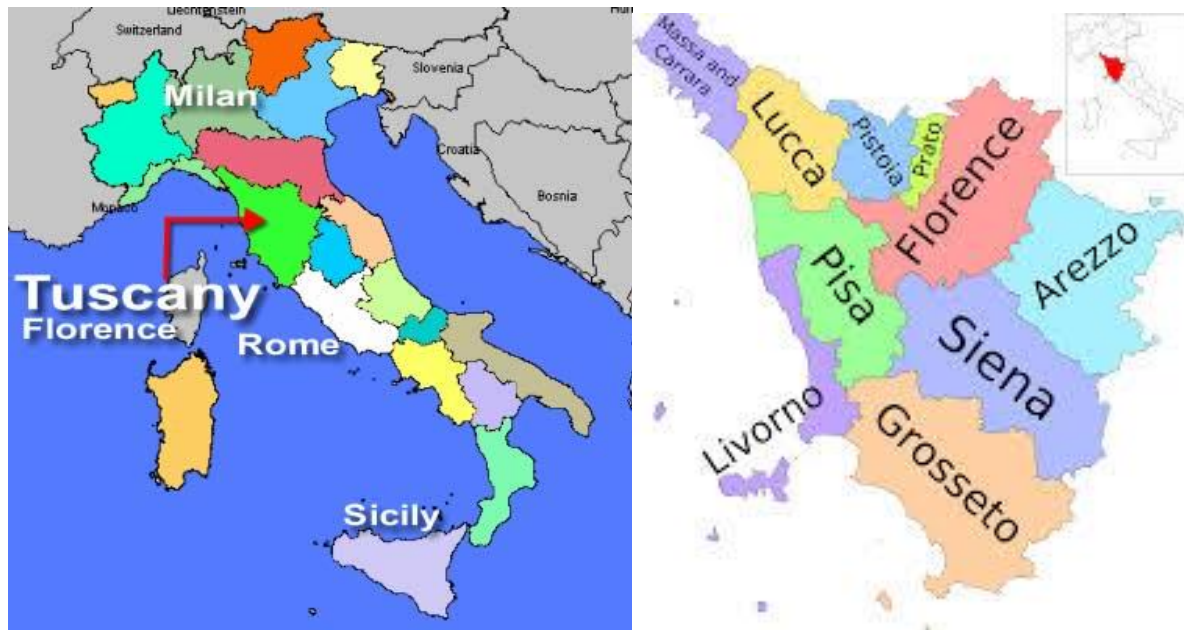 Liechtenstein
Switzerland
Slovenia
Milan
Croatia
Bosnia
Monaco
Tuscany
Florence
Rome
Sicily
Massa and
Carrara
Lucca
Pistoia
Prato
Florence
Arezzo
Pisa
Siena
Livorno
Grosseto